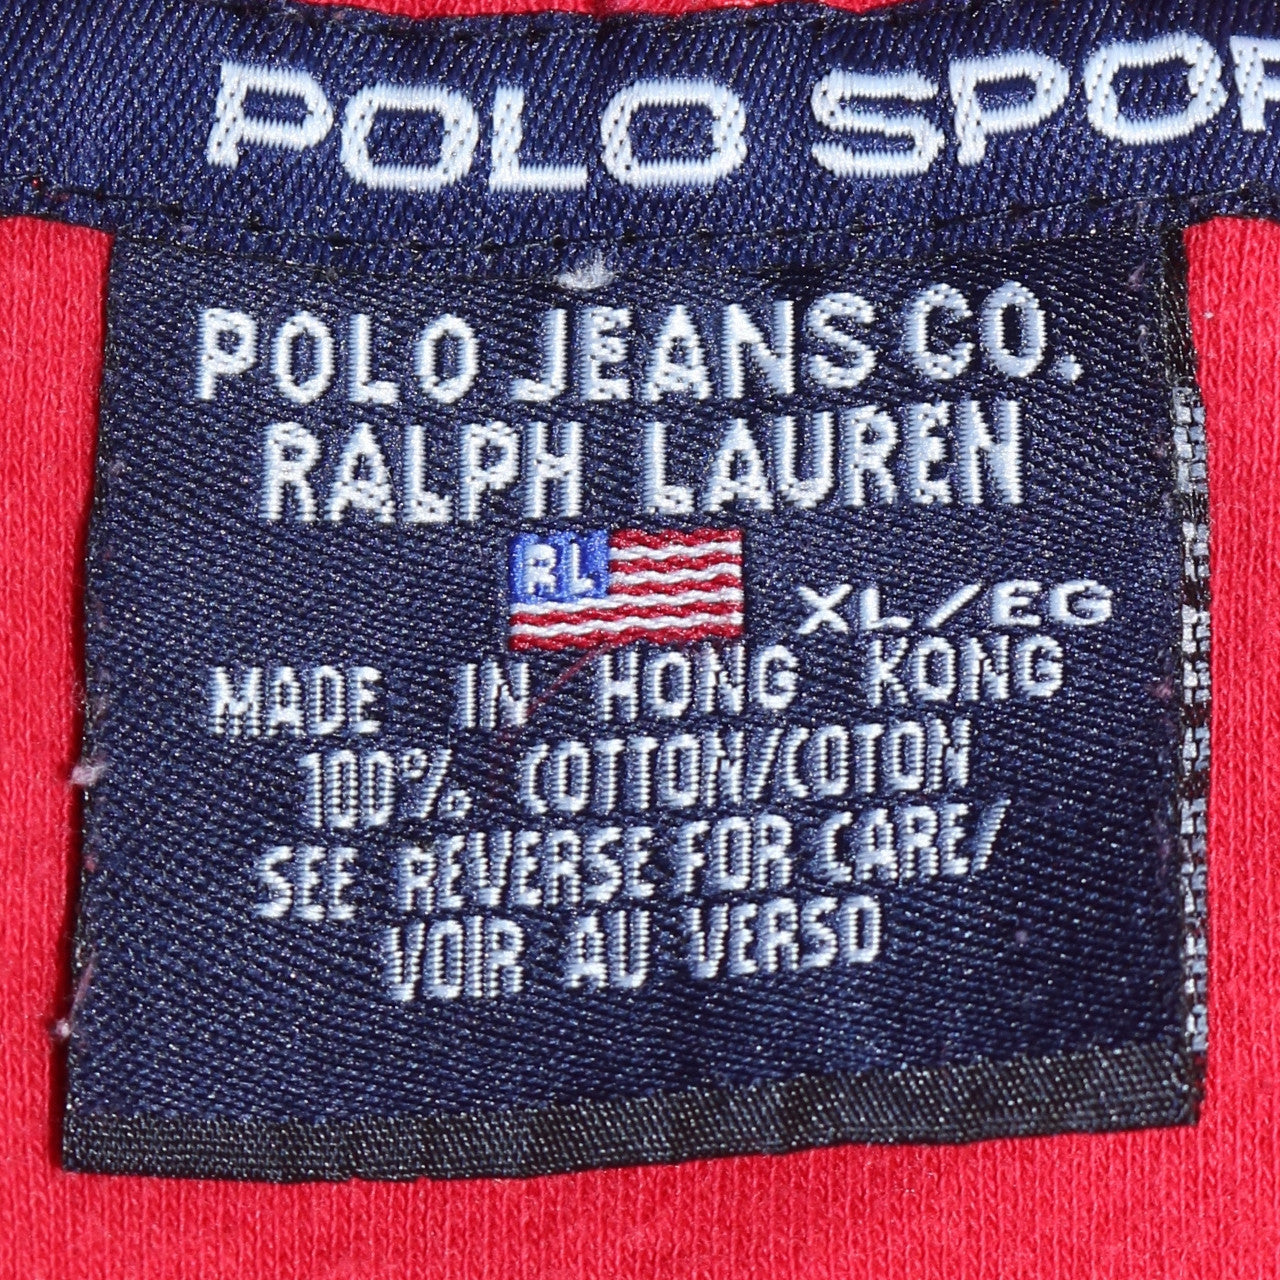 POLO SPOR
POLO JEANS CO.
RALPH LAUREN
RL
XL/EG
MADE IN HONG KONG
100% COTTON/COTON
SEE REVERSE FOR CARE/
VOIR AU VERSO